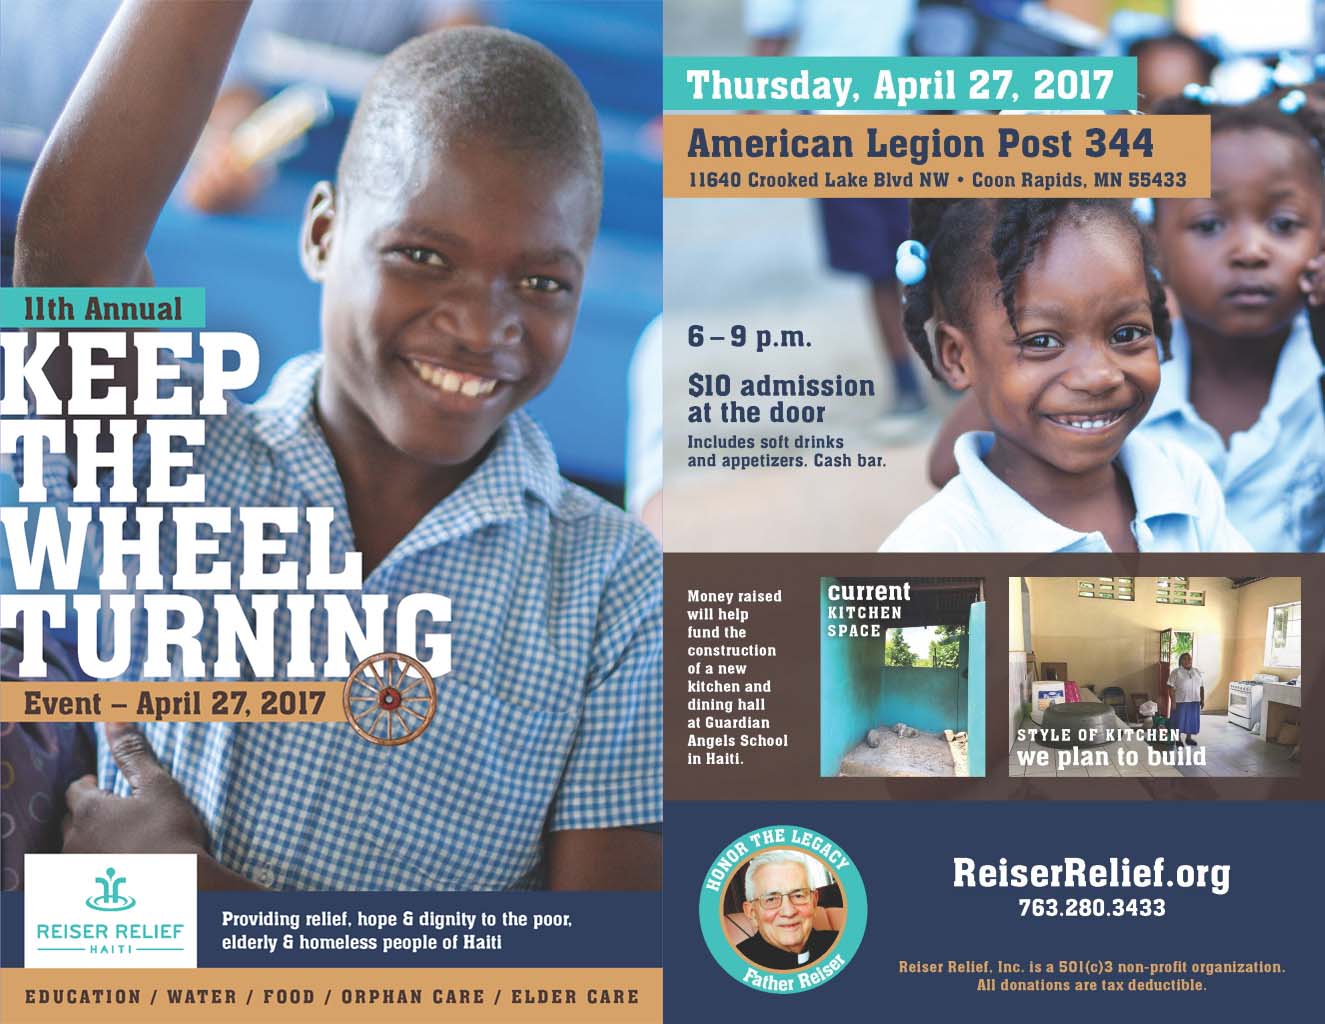 11th Annual
KEEP
THE
WHEEL
TURNING
Event – April 27, 2017
REISER RELIEF
HAITI
Providing relief, hope & dignity to the poor,
elderly & homeless people of Haiti
EDUCATION / WATER / FOOD / ORPHAN CARE / ELDER CARE
Thursday, April 27, 2017
American Legion Post 344
11640 Crooked Lake Blvd NW • Coon Rapids, MN 55433
6 – 9 p.m.
$10 admission
at the door
Includes soft drinks
and appetizers. Cash bar.
Money raised
will help
fund the
construction
of a new
kitchen and
dining hall
at Guardian
Angels School
in Haiti.
current
KITCHEN
SPACE
STYLE OF KITCHEN
we plan to build
HONOR THE LEGACY
Father Reiser
ReiserRelief.org
763.280.3433
Reiser Relief, Inc. is a 501(c)3 non-profit organization.
All donations are tax deductible.